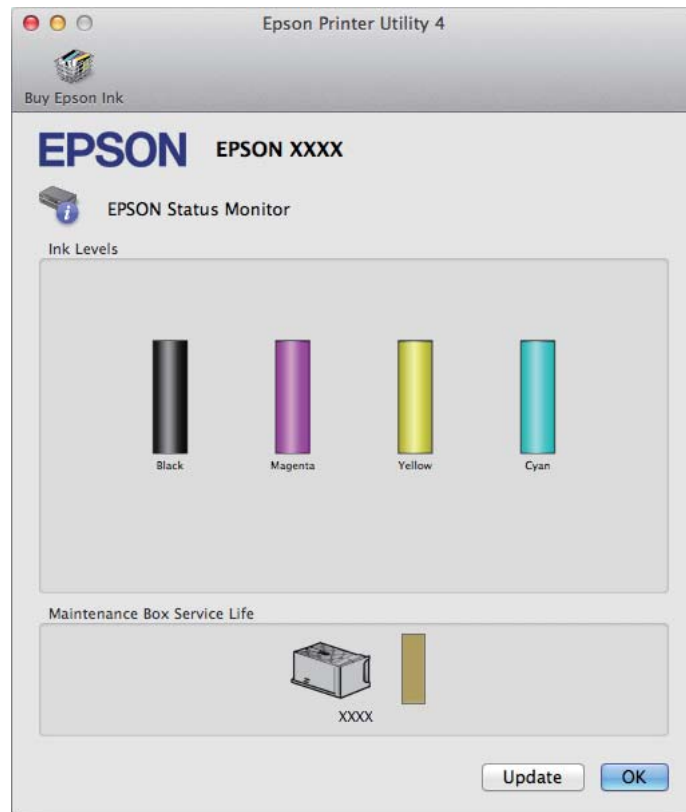 Epson Printer Utility 4
Buy Epson Ink
EPSON EPSON XXXX
EPSON Status Monitor
Ink Levels
Black Magenta Yellow Cyan
Maintenance Box Service Life
XXXX
Update OK